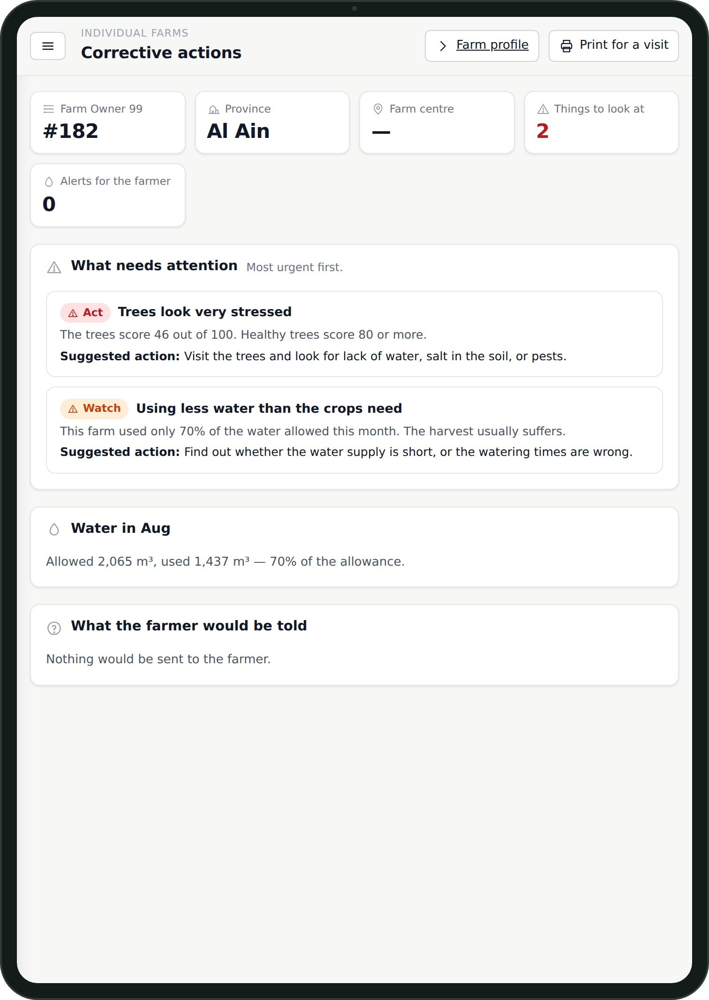 INDIVIDUAL FARMS
Corrective actions
Farm profile
Print for a visit
Farm Owner 99
#182
Province
Al Ain
Farm centre
—
Things to look at
2
Alerts for the farmer
0
What needs attention Most urgent first.
Act Trees look very stressed
The trees score 46 out of 100. Healthy trees score 80 or more.
Suggested action: Visit the trees and look for lack of water, salt in the soil, or pests.
Watch Using less water than the crops need
This farm used only 70% of the water allowed this month. The harvest usually suffers.
Suggested action: Find out whether the water supply is short, or the watering times are wrong.
Water in Aug
Allowed 2,065 m³, used 1,437 m³ — 70% of the allowance.
What the farmer would be told
Nothing would be sent to the farmer.